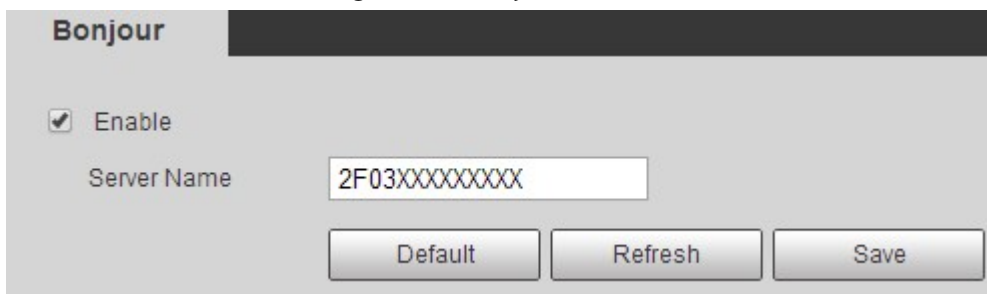 Bonjour
Enable
Server Name 2F03XXXXXXXXX
Default Refresh Save